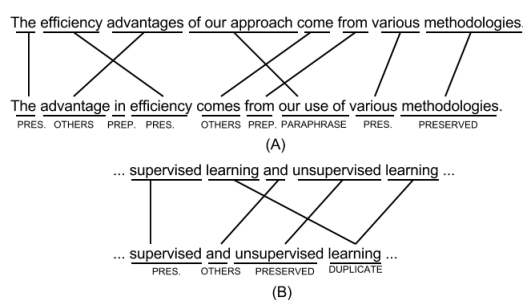 The efficiency advantages of our approach come from various methodologies.
The advantage in efficiency comes from our use of various methodologies.
PRES. OTHERS PREP. PRES. OTHERS PREP. PARAPHRASE PRES. PRESERVED
(A)
... supervised learning and unsupervised learning ...
... supervised and unsupervised learning ...
PRES. OTHERS PRESERVED DUPLICATE
(B)